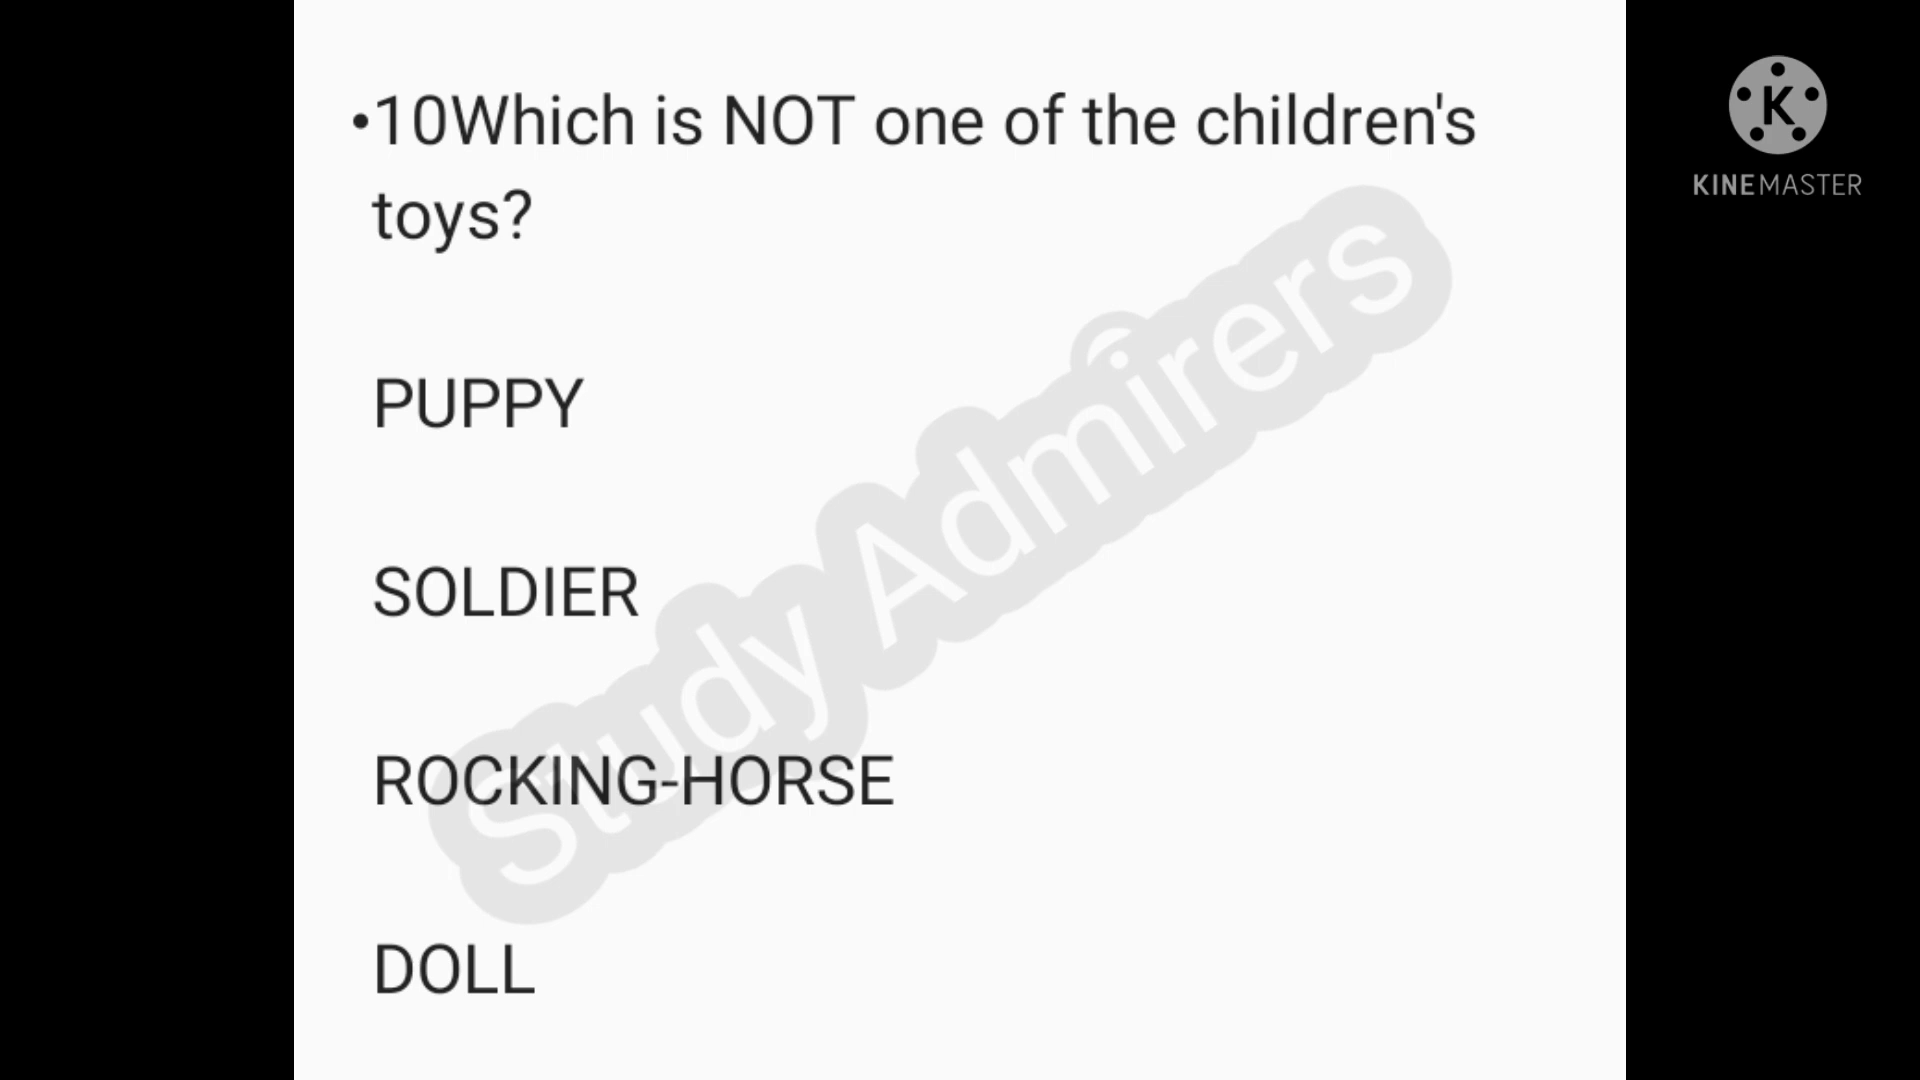 •10Which is NOT one of the children's
toys?
PUPPY
SOLDIER
ROCKING-HORSE
DOLL
Study Admirers
K
KINEMASTER